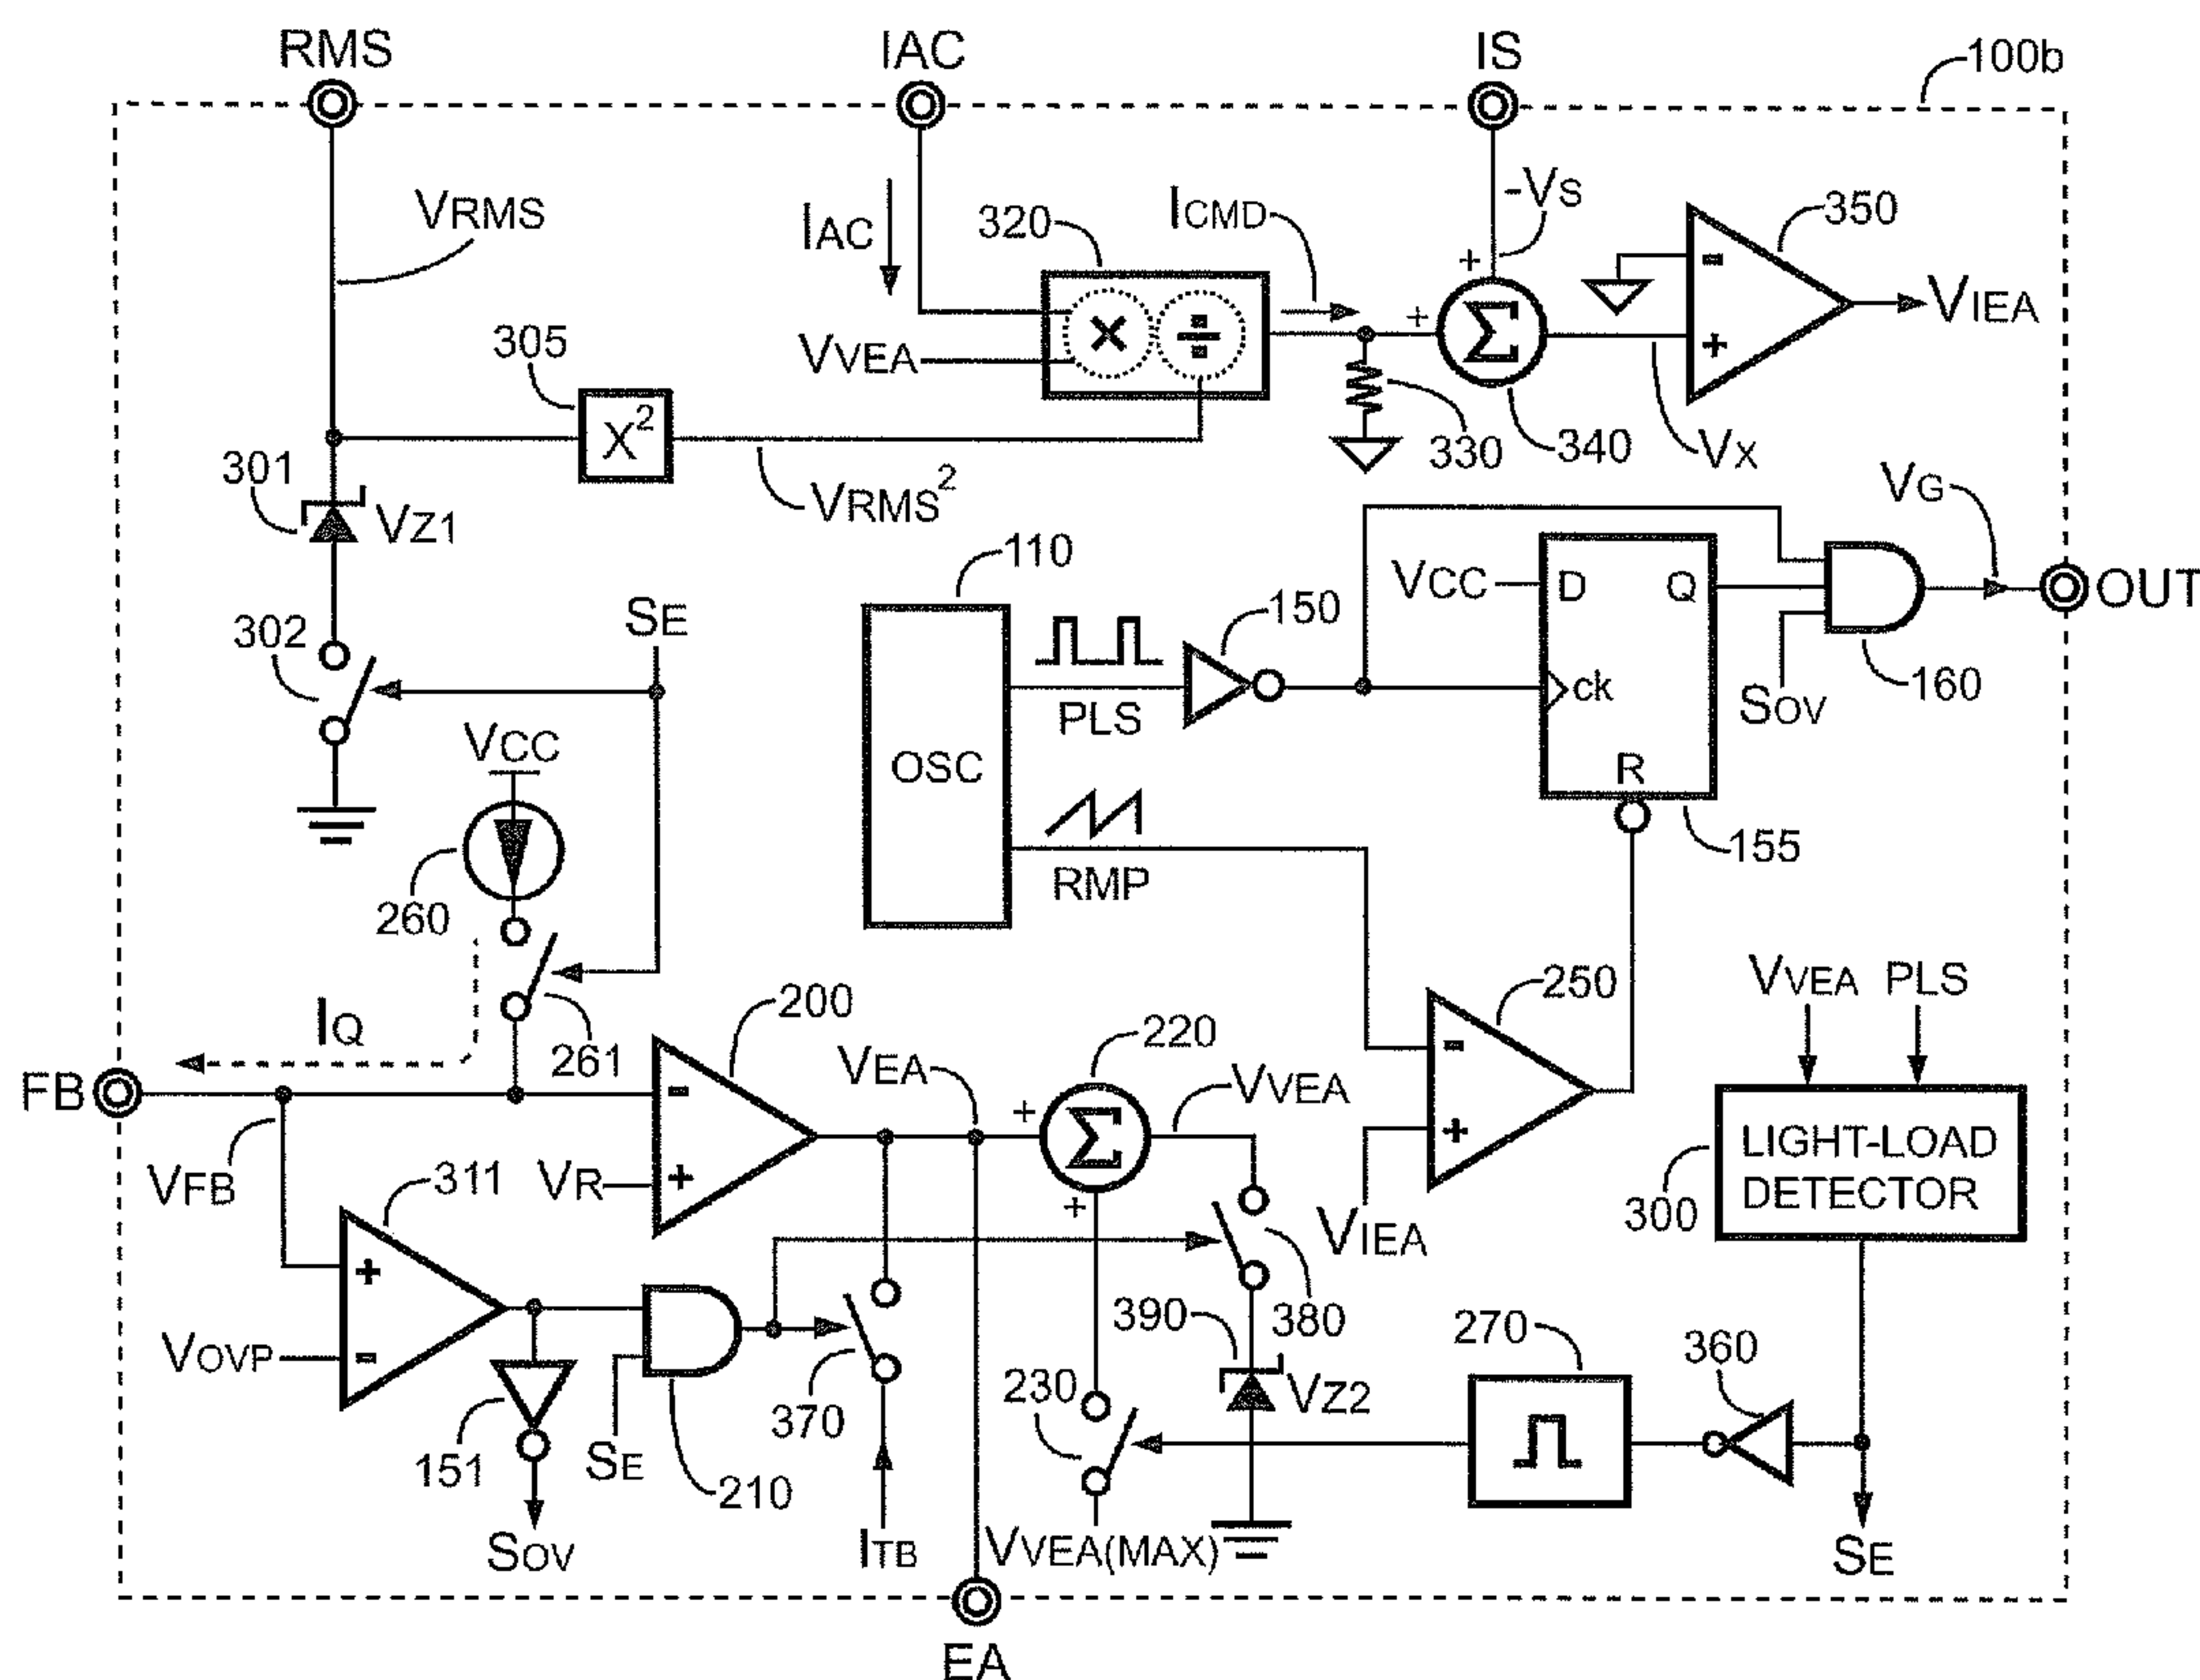 RMS
IAC
IS
100b
VRMS
IAC
320
ICMD
-VS
350
+
-
305
VVEA
×
÷
+
Σ
VIEA
X²
+
301
330
340
VX
VZ1
VRMS²
VG
110
VCC
D
Q
OUT
302
SE
150
ck
160
PLS
SOV
VCC
OSC
R
155
260
RMP
IQ
261
200
VEA
220
VVEA
250
VVEA
PLS
FB
-
-
+
Σ
+
LIGHT-LOAD
DETECTOR
VFB
311
VR
+
+
300
VIEA
+
390
380
270
360
VOVP
-
370
230
VZ2
151
SE
210
SOV
ITB
VVEA(MAX)
SE
EA